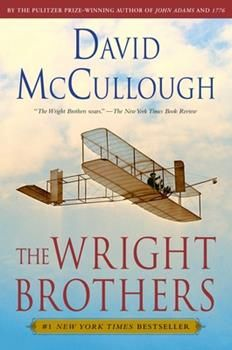 BY THE PULITZER PRIZE-WINNING AUTHOR OF JOHN ADAMS AND 1776
DAVID
McCULLOUGH
"The Wright Brothers soars." —The New York Times Book Review
THE WRIGHT
BROTHERS
#1 NEW YORK TIMES BESTSELLER